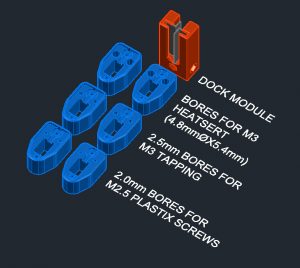 DOCK MODULE
BORES FOR M3
HEATSERT
(4.8mmØX5.4mm)
2.5mm BORES FOR
M3 TAPPING
2.0mm BORES FOR
M2.5 PLASTIX SCREWS